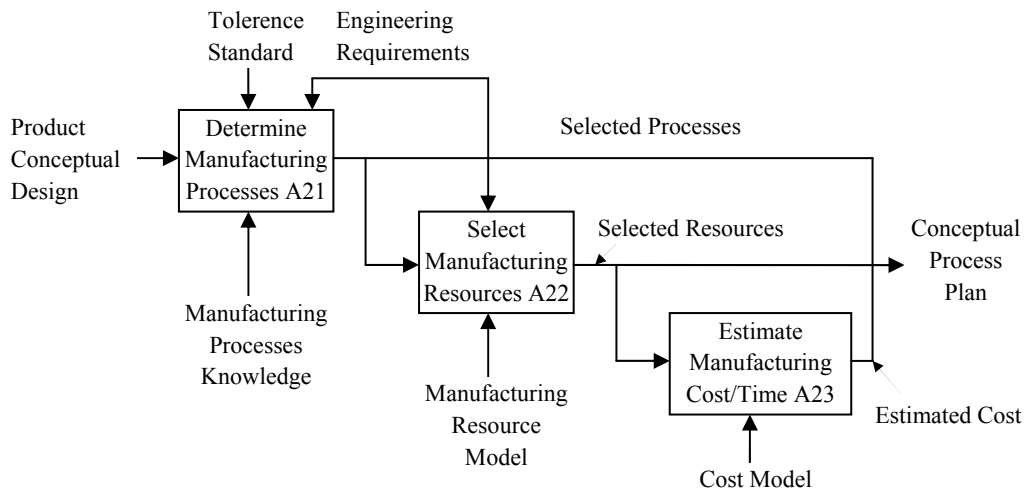 Tolerence
Standard
Engineering
Requirements
Product
Conceptual
Design
Determine
Manufacturing
Processes A21
Selected Processes
Select
Manufacturing
Resources A22
Selected Resources
Conceptual
Process
Plan
Manufacturing
Processes
Knowledge
Estimate
Manufacturing
Cost/Time A23
Manufacturing
Resource
Model
Estimated Cost
Cost Model